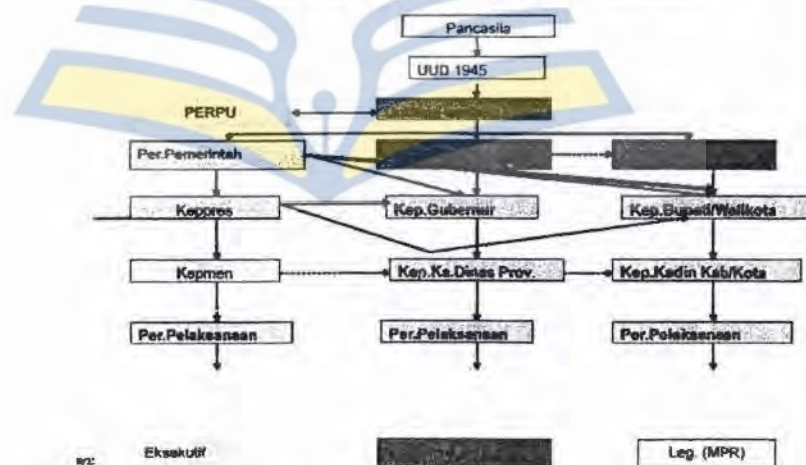 Pancasila
UUD 1945
PERPU
Per.Pemerintah
Keppres
Kep.Gubernur
Kep.Bupati/Walikota
Kepmen
Kep.Ka.Dinas Prov.
Kep.Kadin Kab/Kota
Per.Pelaksanaan
Per.Pelaksanaan
Per.Pelaksanaan
Eksekutif
Leg. (MPR)